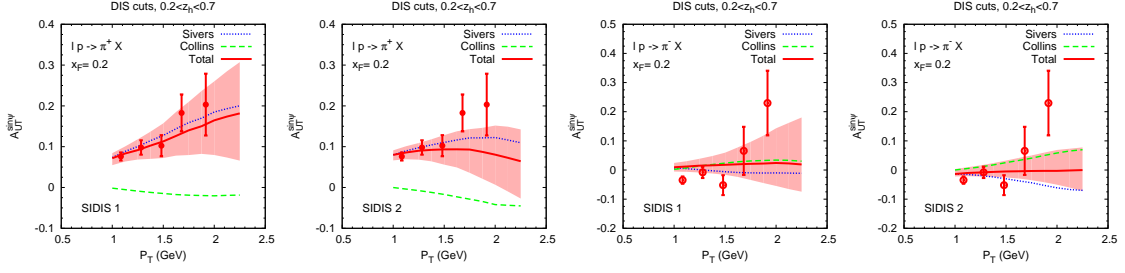 DIS cuts, 0.2<z_h<0.7
l p -> π⁺ X
x_F= 0.2
Sivers
Collins
Total
A_UT^sinψ
0.4
0.3
0.2
0.1
0
-0.1
SIDIS 1
0.5 1 1.5 2 2.5
P_T (GeV)
DIS cuts, 0.2<z_h<0.7
l p -> π⁺ X
x_F= 0.2
Sivers
Collins
Total
A_UT^sinψ
0.4
0.3
0.2
0.1
0
-0.1
SIDIS 2
0.5 1 1.5 2 2.5
P_T (GeV)
DIS cuts, 0.2<z_h<0.7
l p -> π⁻ X
x_F= 0.2
Sivers
Collins
Total
A_UT^sinψ
0.5
0.4
0.3
0.2
0.1
0
-0.1
-0.2
SIDIS 1
0.5 1 1.5 2 2.5
P_T (GeV)
DIS cuts, 0.2<z_h<0.7
l p -> π⁻ X
x_F= 0.2
Sivers
Collins
Total
A_UT^sinψ
0.5
0.4
0.3
0.2
0.1
0
-0.1
-0.2
SIDIS 2
0.5 1 1.5 2 2.5
P_T (GeV)